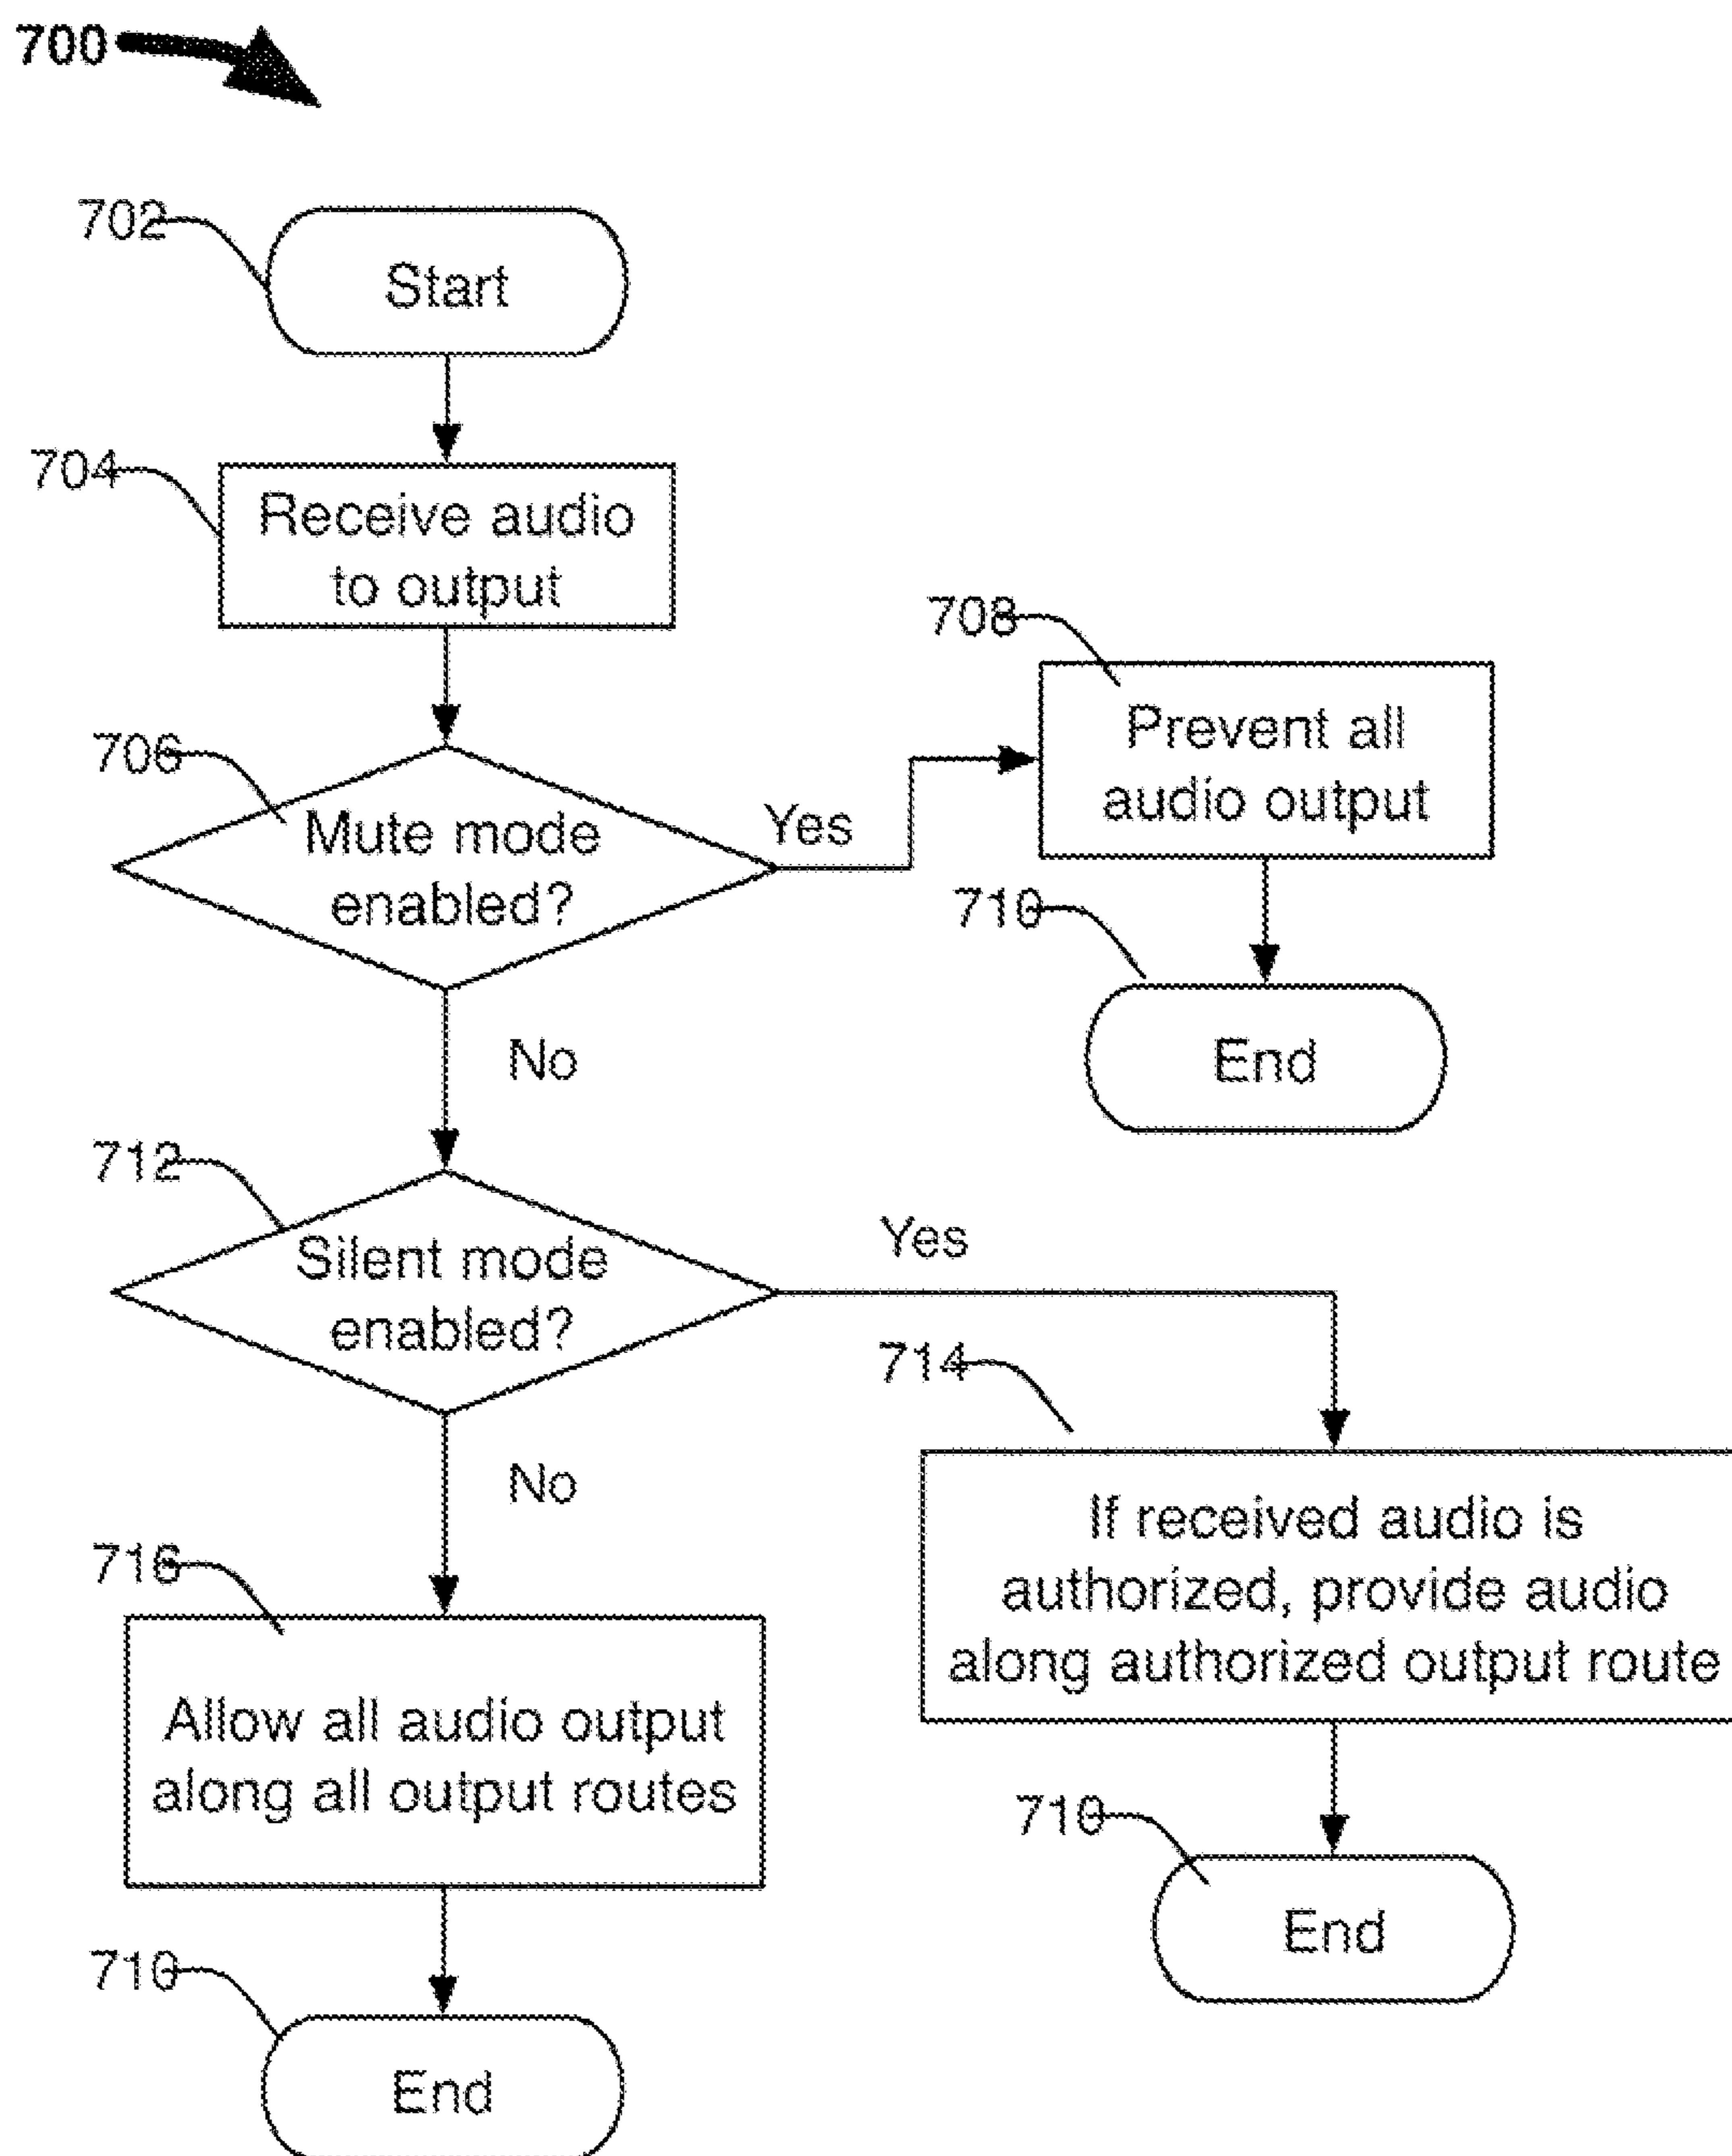 700
702
Start
704
Receive audio
to output
706
Mute mode
enabled?
Yes
708
Prevent all
audio output
710
End
No
712
Silent mode
enabled?
Yes
714
If received audio is
authorized, provide audio
along authorized output route
710
End
No
716
Allow all audio output
along all output routes
710
End